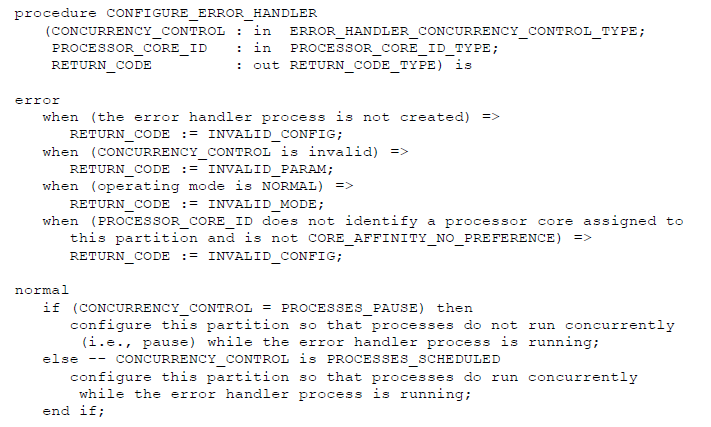 procedure CONFIGURE_ERROR_HANDLER
(CONCURRENCY_CONTROL : in ERROR_HANDLER_CONCURRENCY_CONTROL_TYPE;
PROCESSOR_CORE_ID : in PROCESSOR_CORE_ID_TYPE;
RETURN_CODE : out RETURN_CODE_TYPE) is
error
when (the error handler process is not created) =>
RETURN_CODE := INVALID_CONFIG;
when (CONCURRENCY_CONTROL is invalid) =>
RETURN_CODE := INVALID_PARAM;
when (operating mode is NORMAL) =>
RETURN_CODE := INVALID_MODE;
when (PROCESSOR_CORE_ID does not identify a processor core assigned to
this partition and is not CORE_AFFINITY_NO_PREFERENCE) =>
RETURN_CODE := INVALID_CONFIG;
normal
if (CONCURRENCY_CONTROL = PROCESSES_PAUSE) then
configure this partition so that processes do not run concurrently
(i.e., pause) while the error handler process is running;
else -- CONCURRENCY_CONTROL is PROCESSES_SCHEDULED
configure this partition so that processes do run concurrently
while the error handler process is running;
end if;